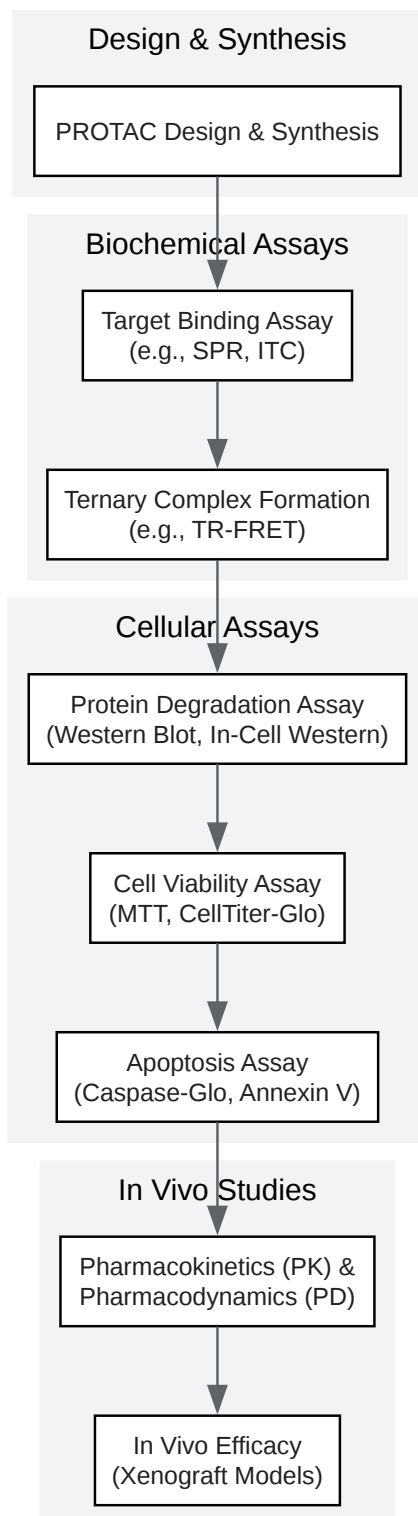 Design & Synthesis
PROTAC Design & Synthesis
Biochemical Assays
Target Binding Assay
(e.g., SPR, ITC)
Ternary Complex Formation
(e.g., TR-FRET)
Cellular Assays
Protein Degradation Assay
(Western Blot, In-Cell Western)
Cell Viability Assay
(MTT, CellTiter-Glo)
Apoptosis Assay
(Caspase-Glo, Annexin V)
In Vivo Studies
Pharmacokinetics (PK) &
Pharmacodynamics (PD)
In Vivo Efficacy
(Xenograft Models)